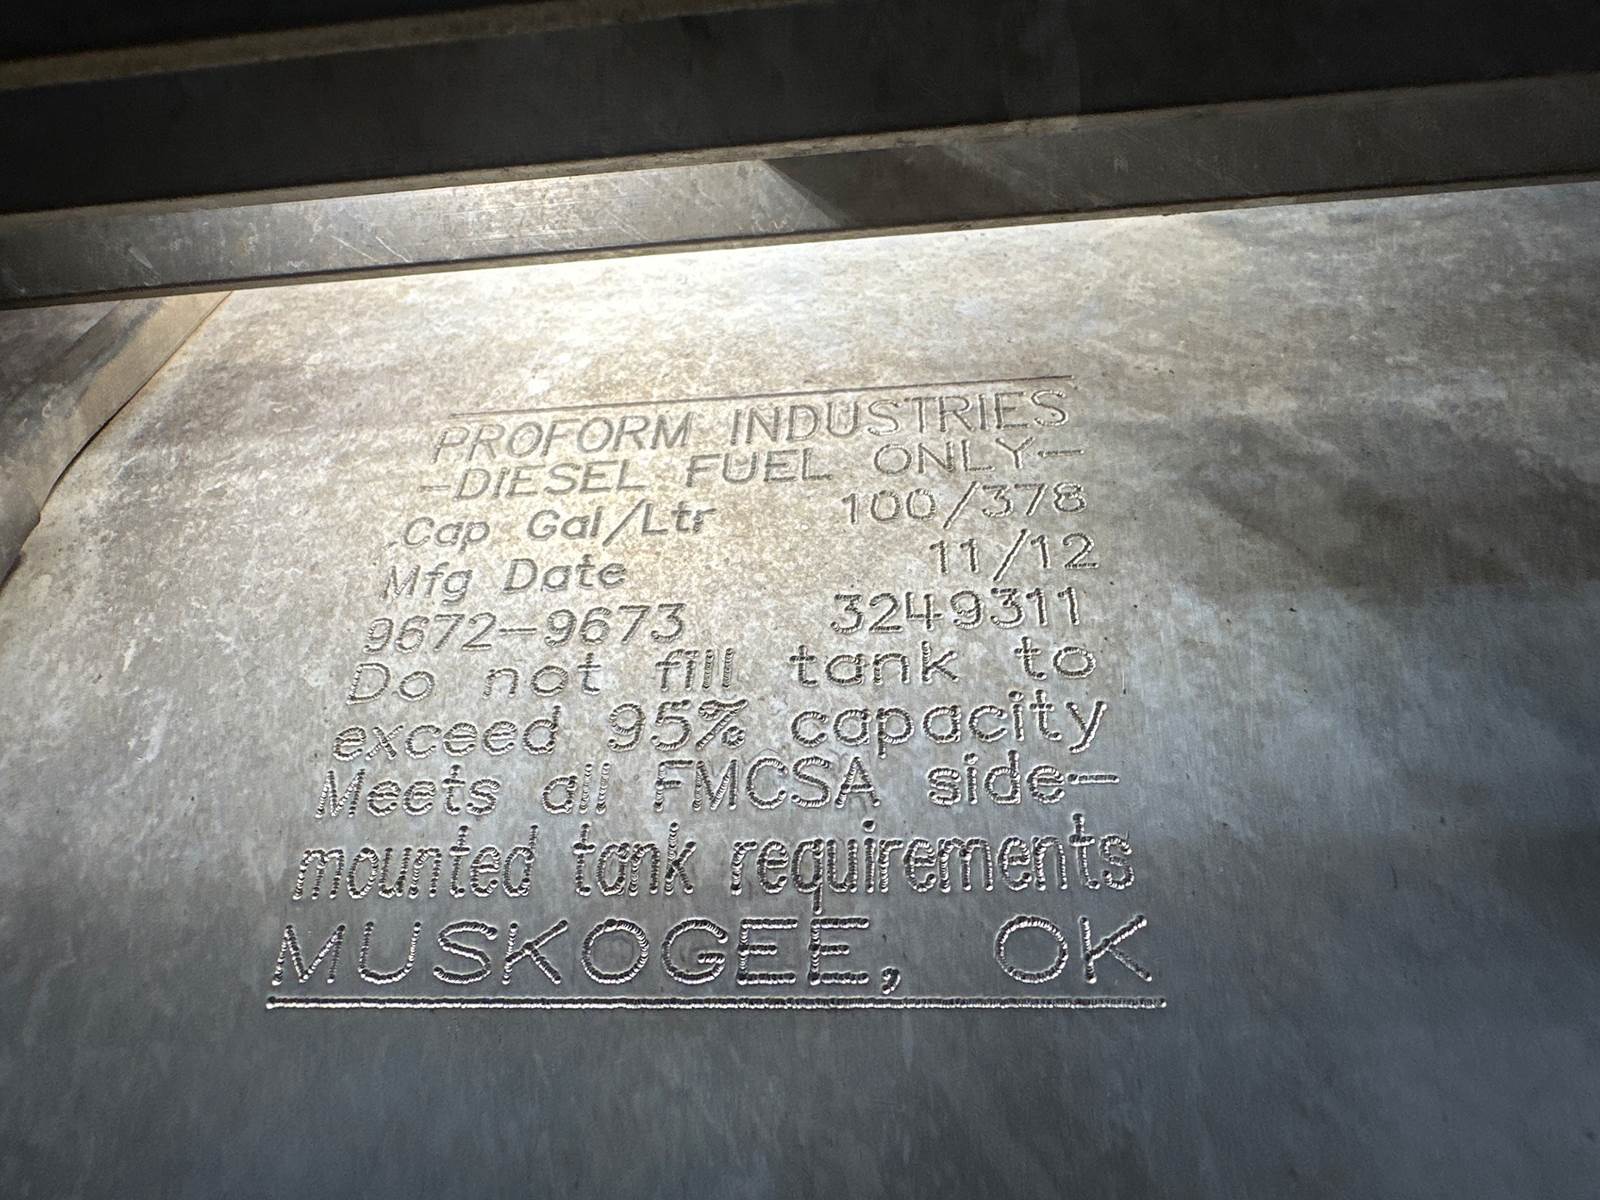 PROFORM INDUSTRIES
-DIESEL FUEL ONLY-
Cap Gal/Ltr 100/378
Mfg Date 11/12
9672-9673 3249311
Do not fill tank to
exceed 95% capacity
Meets all FMCSA side-
mounted tank requirements
MUSKOGEE, OK